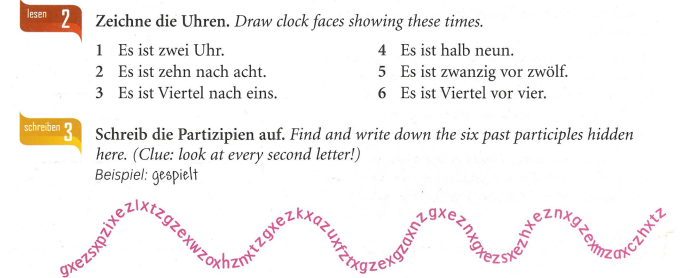 lesen 2
Zeichne die Uhren. Draw clock faces showing these times.
1 Es ist zwei Uhr.
2 Es ist zehn nach acht.
3 Es ist Viertel nach eins.
4 Es ist halb neun.
5 Es ist zwanzig vor zwölf.
6 Es ist Viertel vor vier.
schreiben 3
Schreib die Partizipien auf. Find and write down the six past participles hidden
here. (Clue: look at every second letter!)
Beispiel: gespielt
gxezsxpzixezlxtzgzexwzoxhznxtzgxezkxazuxfztxgzexgzaxnzgxeznxgxezsxezhxeznxgzexmzaxczhxtz